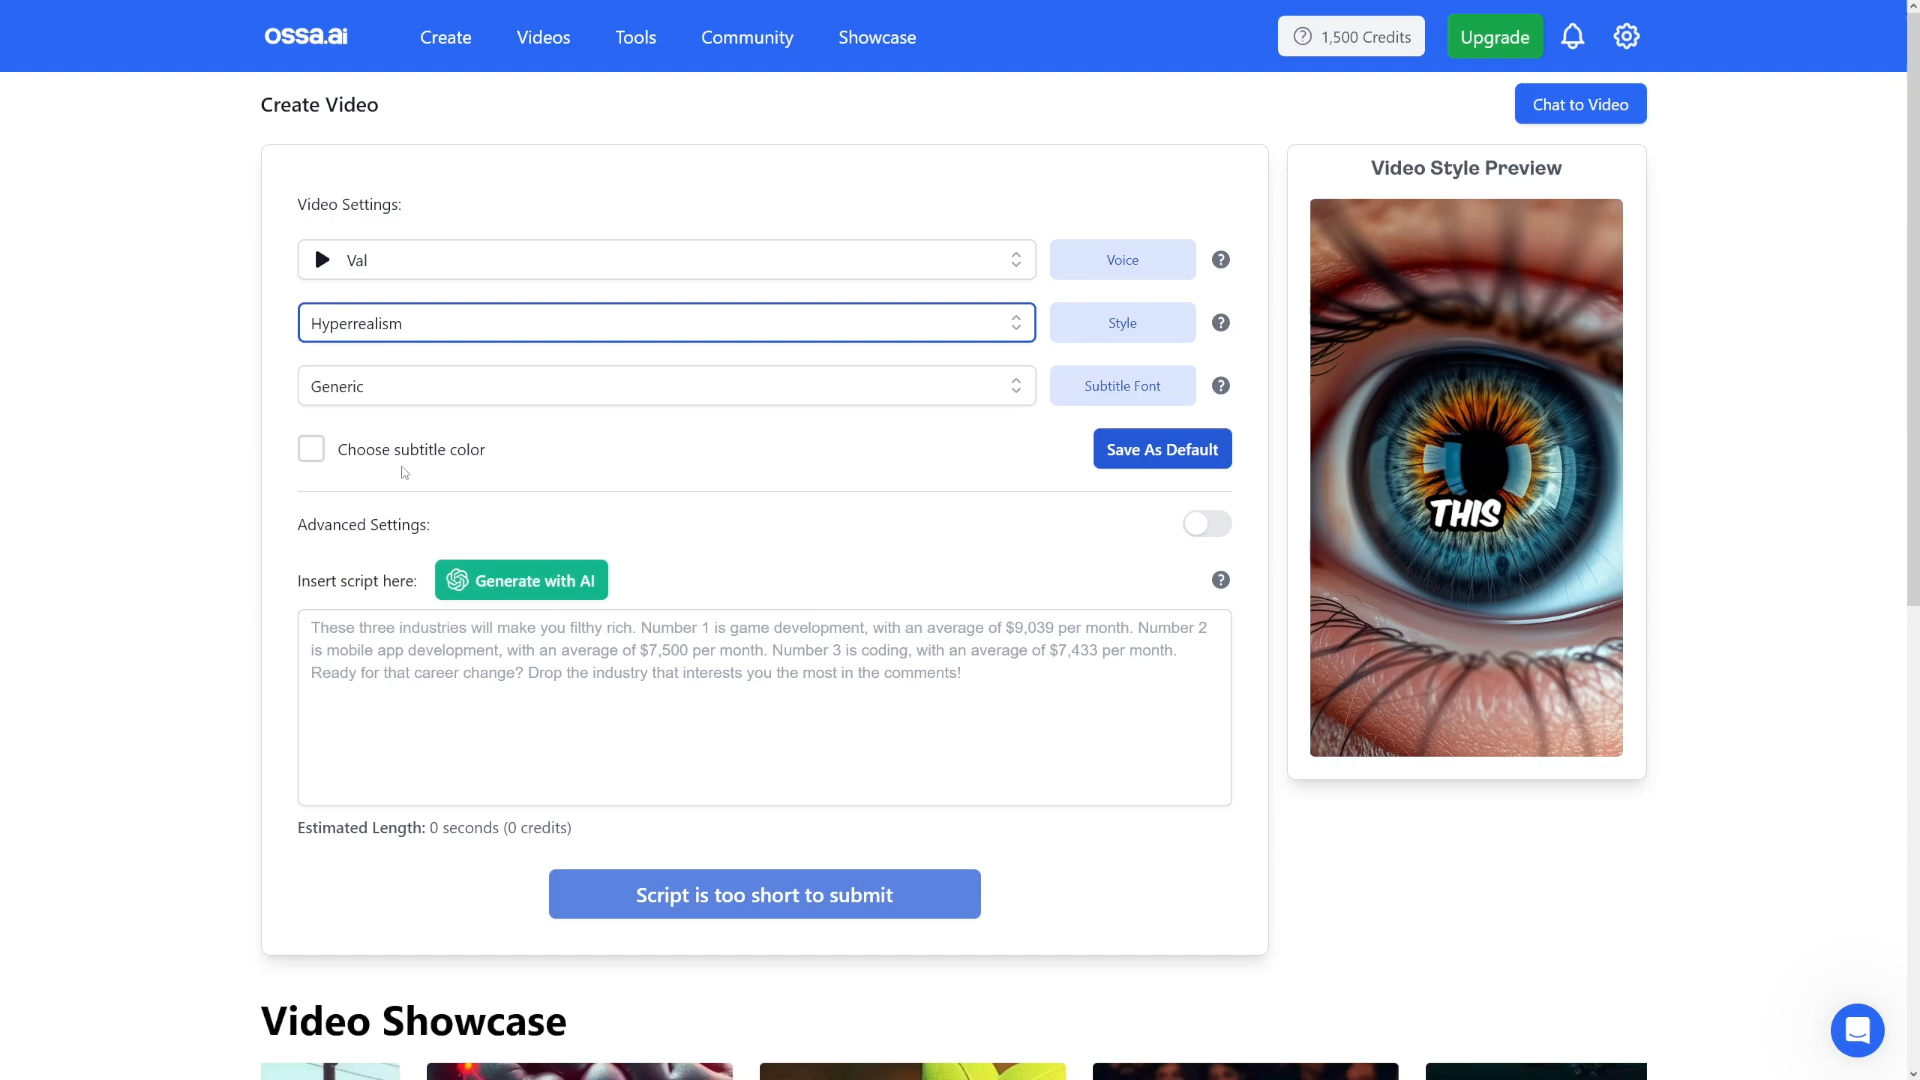 ossa.ai Create Videos Tools Community Showcase 1,500 Credits Upgrade
Create Video Chat to Video
Video Style Preview
Video Settings:
Val Voice
Hyperrealism Style
Generic Subtitle Font
Choose subtitle color Save As Default
THIS
Advanced Settings:
Insert script here: Generate with AI
These three industries will make you filthy rich. Number 1 is game development, with an average of $9,039 per month. Number 2
is mobile app development, with an average of $7,500 per month. Number 3 is coding, with an average of $7,433 per month.
Ready for that career change? Drop the industry that interests you the most in the comments!
Estimated Length: 0 seconds (0 credits)
Script is too short to submit
Video Showcase